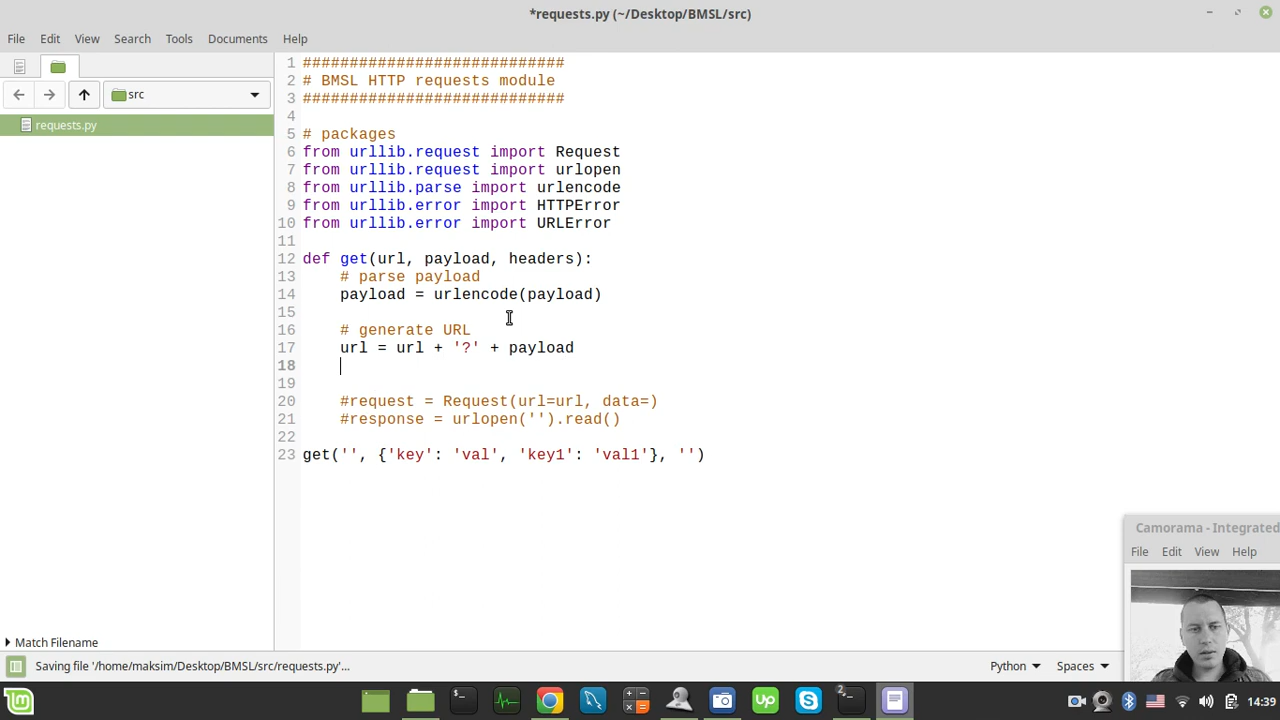 *requests.py (~/Desktop/BMSL/src)
File Edit View Search Tools Documents Help
src
requests.py
1 ############################
2 # BMSL HTTP requests module
3 ############################
4
5 # packages
6 from urllib.request import Request
7 from urllib.request import urlopen
8 from urllib.parse import urlencode
9 from urllib.error import HTTPError
10 from urllib.error import URLError
11
12 def get(url, payload, headers):
13 # parse payload
14 payload = urlencode(payload)
15
16 # generate URL
17 url = url + '?' + payload
18
19
20 #request = Request(url=url, data=)
21 #response = urlopen('').read()
22
23 get('', {'key': 'val', 'key1': 'val1'}, '')
Camorama - Integrated
File Edit View Help
Match Filename
Saving file '/home/maksim/Desktop/BMSL/src/requests.py'...
Python Spaces
Up
14:39